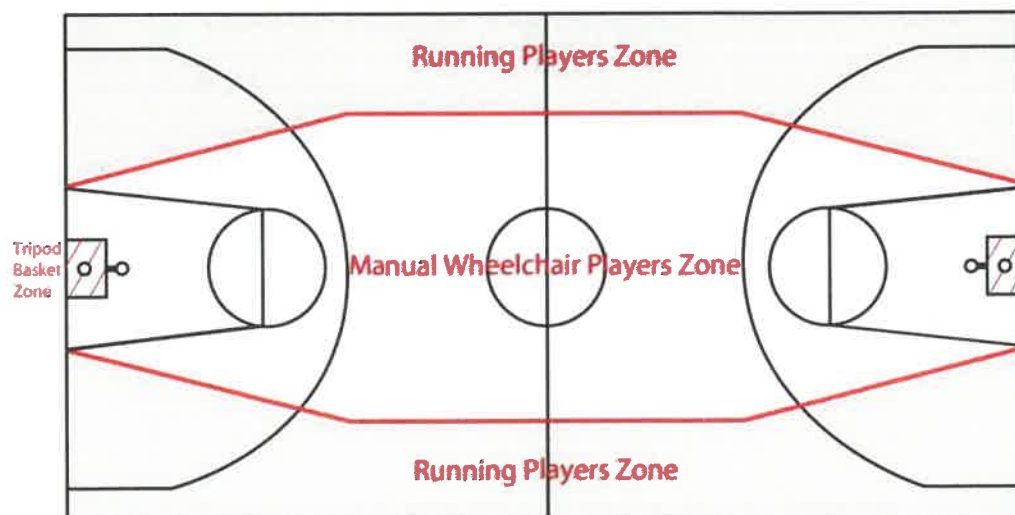 Running Players Zone
Tripod
Basket
Zone
Manual Wheelchair Players Zone
Running Players Zone